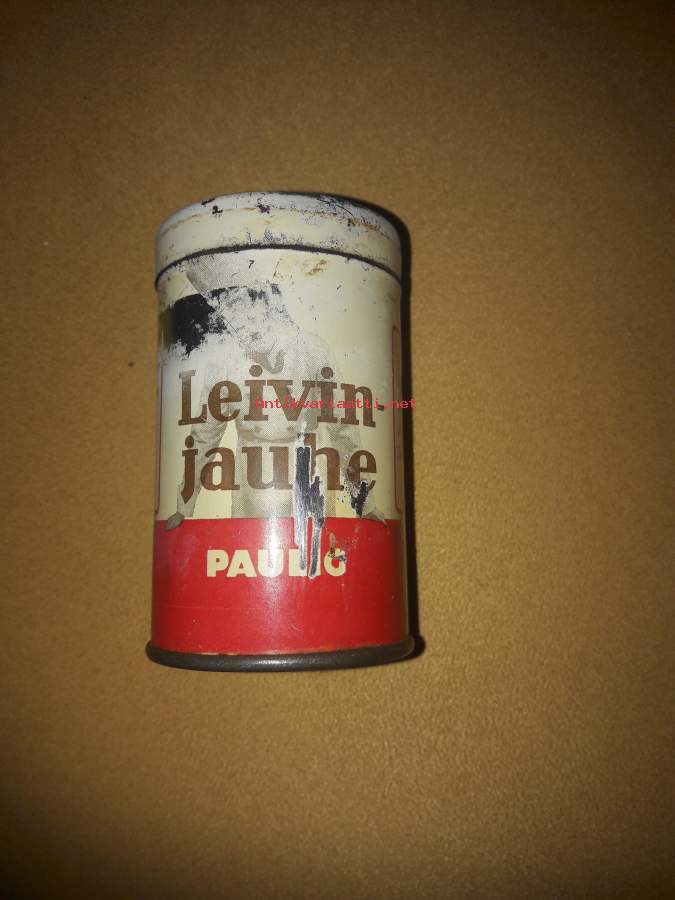 Leivin-
antikvariaatti.net
jauhe
PAULIG